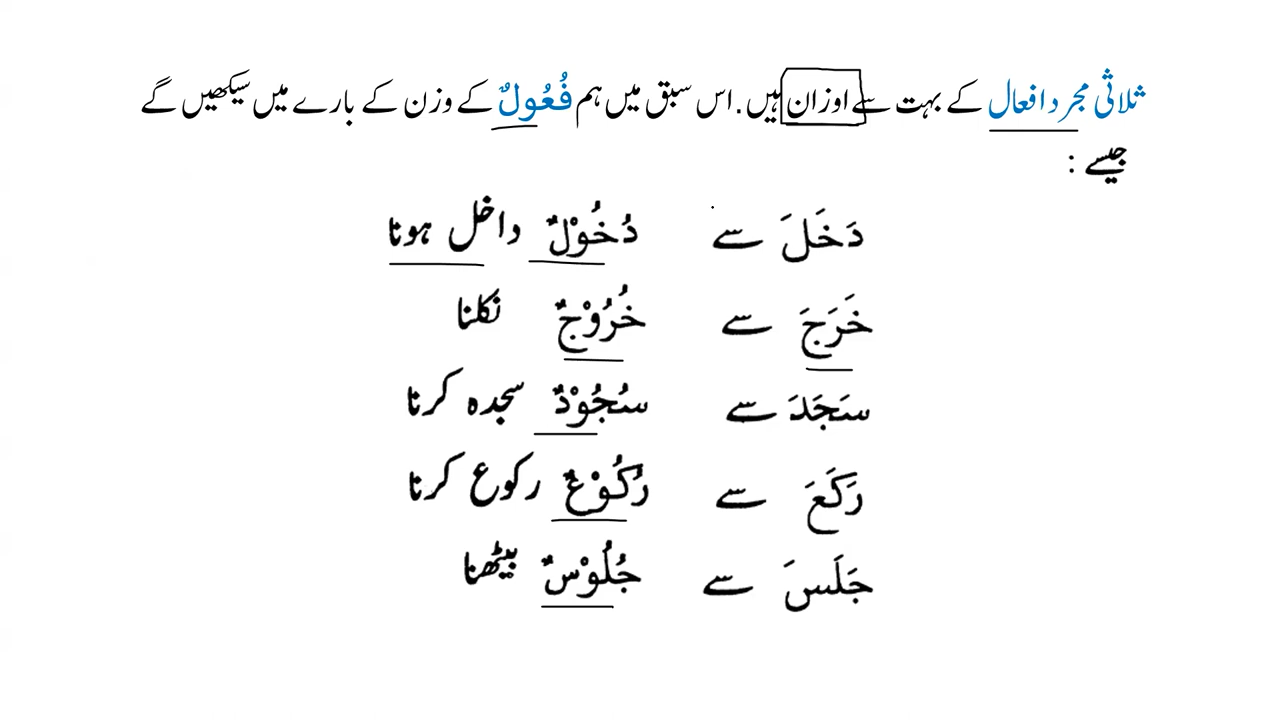 ثلاثی مجرد افعال کے بہت سے اوزان ہیں. اس سبق میں ہم فُعُولٌ کے وزن کے بارے میں سیکھیں گے
جیسے :
دَخَلَ سے دُخُوْلٌ داخل ہونا
خَرَجَ سے خُرُوْجٌ نکلنا
سَجَدَ سے سُجُوْدٌ سجدہ کرنا
رَکَعَ سے رُکُوْعٌ رکوع کرنا
جَلَسَ سے جُلُوْسٌ بیٹھنا